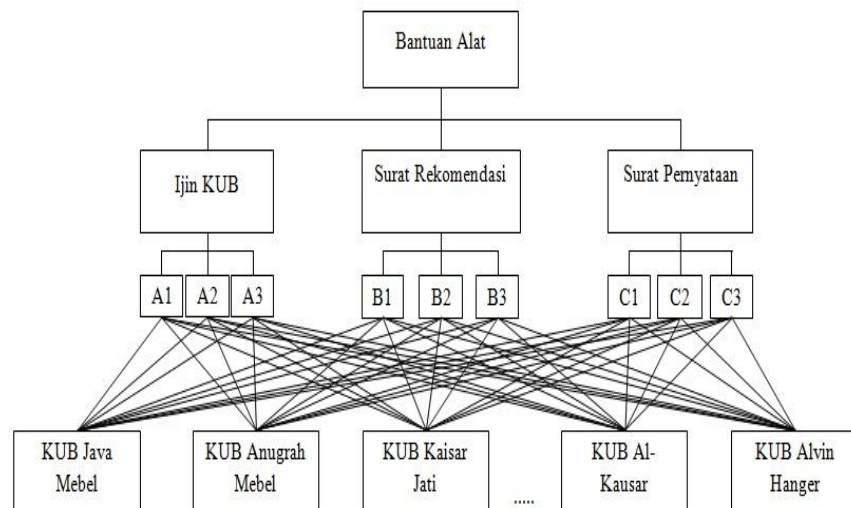 Bantuan Alat
Ijin KUB
Surat Rekomendasi
Surat Pernyataan
A1
A2
A3
B1
B2
B3
C1
C2
C3
KUB Java
Mebel
KUB Anugrah
Mebel
KUB Kaisar
Jati
.....
KUB Al-
Kausar
KUB Alvin
Hanger